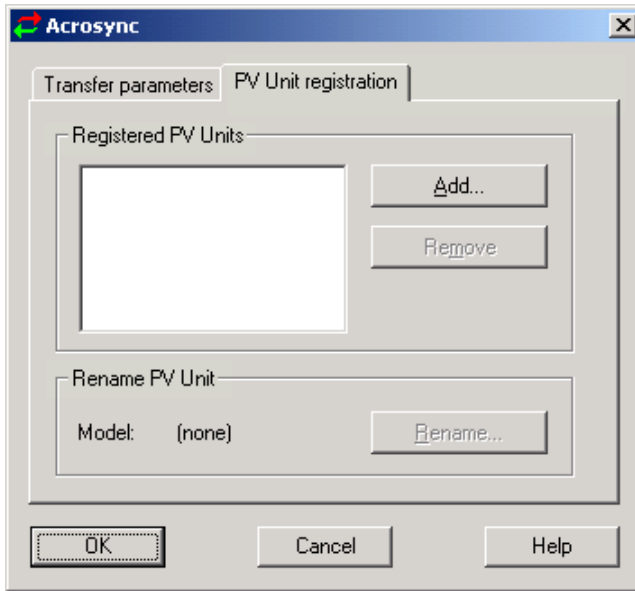 Acrosync
Transfer parameters
PV Unit registration
Registered PV Units
Add...
Remove
Rename PV Unit
Model: (none)
Rename...
OK
Cancel
Help